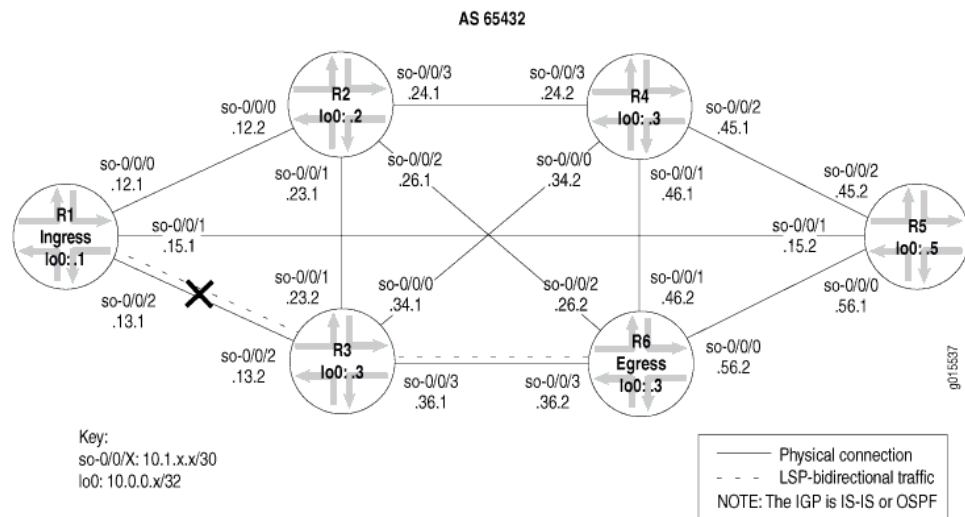 AS 65432
R2
lo0: .2
so-0/0/3
.24.1
so-0/0/3
.24.2
R4
lo0: .3
so-0/0/0
.12.2
so-0/0/2
.45.1
so-0/0/0
.12.1
so-0/0/1
.23.1
so-0/0/2
.26.1
so-0/0/0
.34.2
so-0/0/1
.46.1
so-0/0/2
.45.2
R1
Ingress
lo0: .1
so-0/0/1
.15.1
so-0/0/1
.15.2
R5
lo0: .5
so-0/0/2
.13.1
so-0/0/1
.23.2
so-0/0/0
.34.1
so-0/0/2
.26.2
so-0/0/1
.46.2
so-0/0/0
.56.1
so-0/0/2
.13.2
R3
lo0: .3
so-0/0/3
.36.1
so-0/0/3
.36.2
R6
Egress
lo0: .3
so-0/0/0
.56.2
g015537
Key:
so-0/0/X: 10.1.x.x/30
lo0: 10.0.0.x/32
Physical connection
LSP-bidirectional traffic
NOTE: The IGP is IS-IS or OSPF